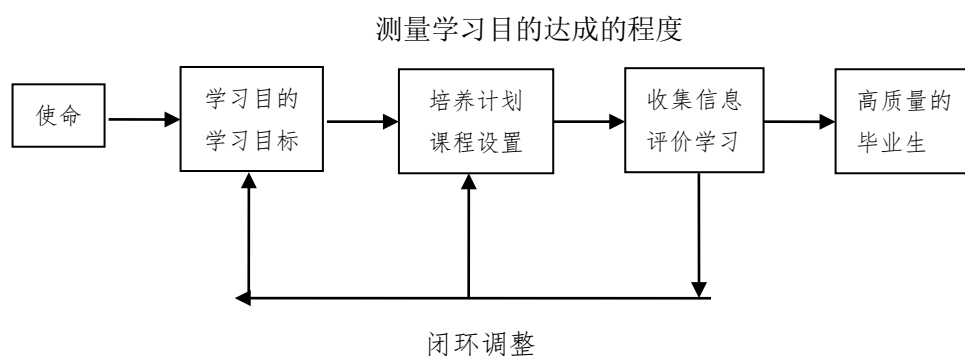 测量学习目的达成的程度
使命
学习目的
学习目标
培养计划
课程设置
收集信息
评价学习
高质量的
毕业生
闭环调整